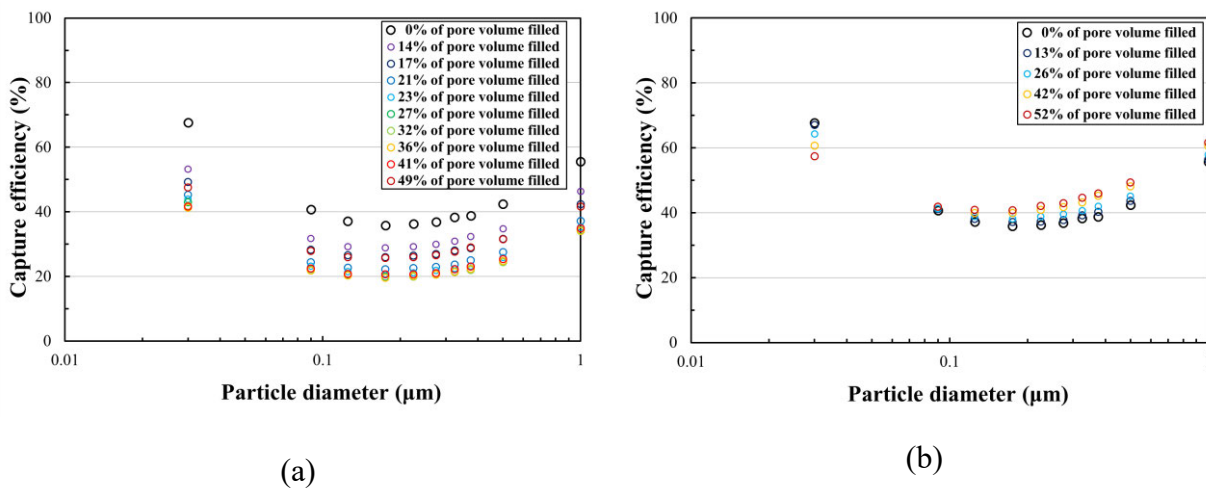 100
80
60
40
20
0
Capture efficiency (%)
0% of pore volume filled
14% of pore volume filled
17% of pore volume filled
21% of pore volume filled
23% of pore volume filled
27% of pore volume filled
32% of pore volume filled
36% of pore volume filled
41% of pore volume filled
49% of pore volume filled
0.01
0.1
1
Particle diameter (μm)
(a)
100
80
60
40
20
0
Capture efficiency (%)
0% of pore volume filled
13% of pore volume filled
26% of pore volume filled
42% of pore volume filled
52% of pore volume filled
0.01
0.1
Particle diameter (μm)
(b)